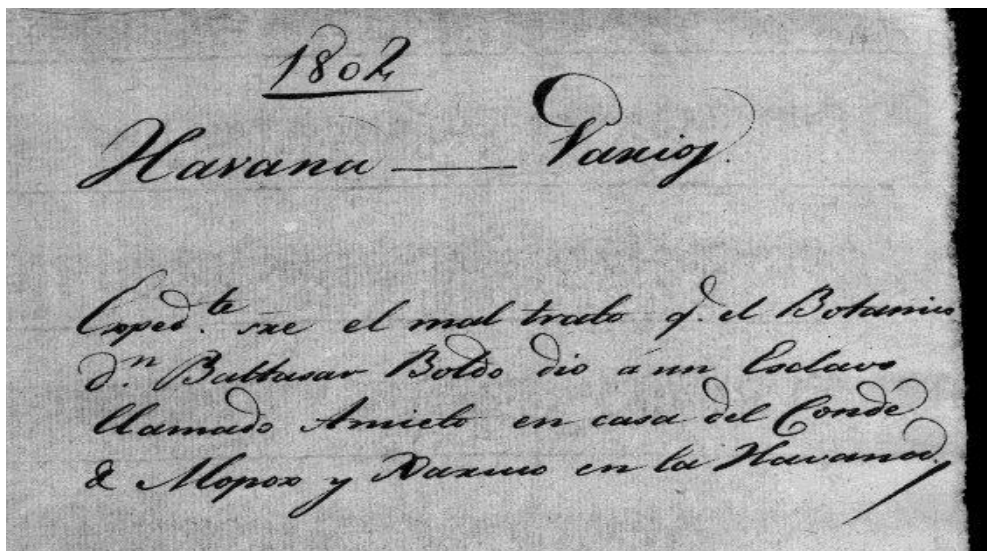 1802
Havana — Varios.
Exped.te sre el mal trato q. el Botanico
d.n Baltasar Boldo dio á un Esclavo
llamado Aniceto en casa del Conde
de Mopox y Jaruco en la Havana.